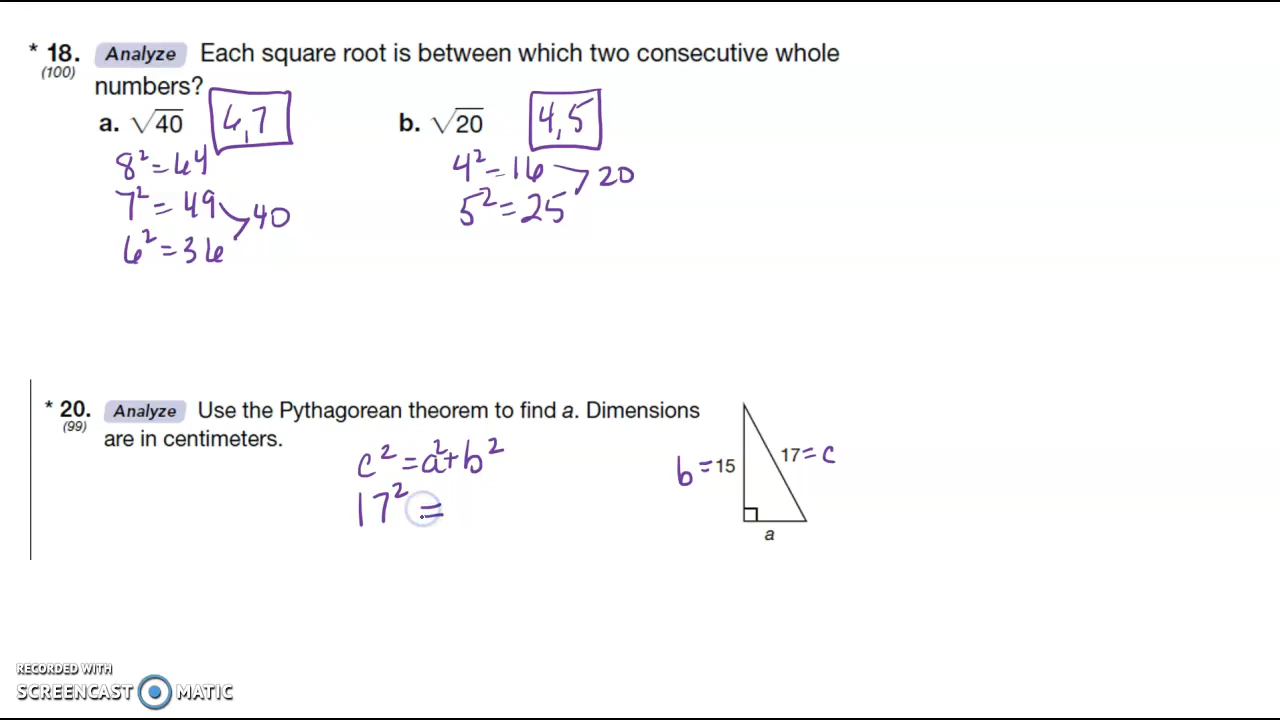 * 18. Analyze Each square root is between which two consecutive whole
(100)
numbers?
a. √40 6,7 b. √20 4,5
8² = 64
7² = 49 40
6² = 36
4² = 16 20
5² = 25
* 20. Analyze Use the Pythagorean theorem to find a. Dimensions
(99)
are in centimeters.
c² = a² + b²
17² =
b = 15
17 = c
a
RECORDED WITH
SCREENCAST MATIC